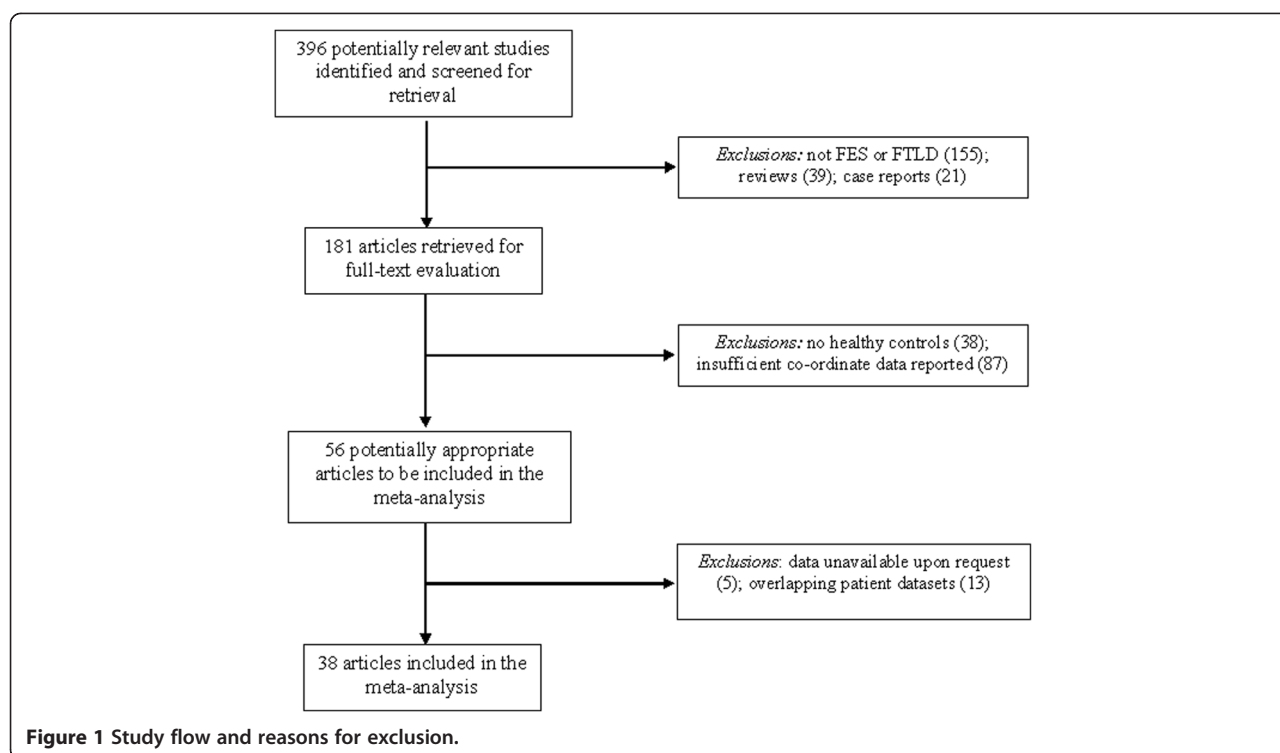 396 potentially relevant studies
identified and screened for
retrieval
Exclusions: not FES or FTLD (155);
reviews (39); case reports (21)
181 articles retrieved for
full-text evaluation
Exclusions: no healthy controls (38);
insufficient co-ordinate data reported (87)
56 potentially appropriate
articles to be included in the
meta-analysis
Exclusions: data unavailable upon request
(5); overlapping patient datasets (13)
38 articles included in the
meta-analysis
Figure 1 Study flow and reasons for exclusion.